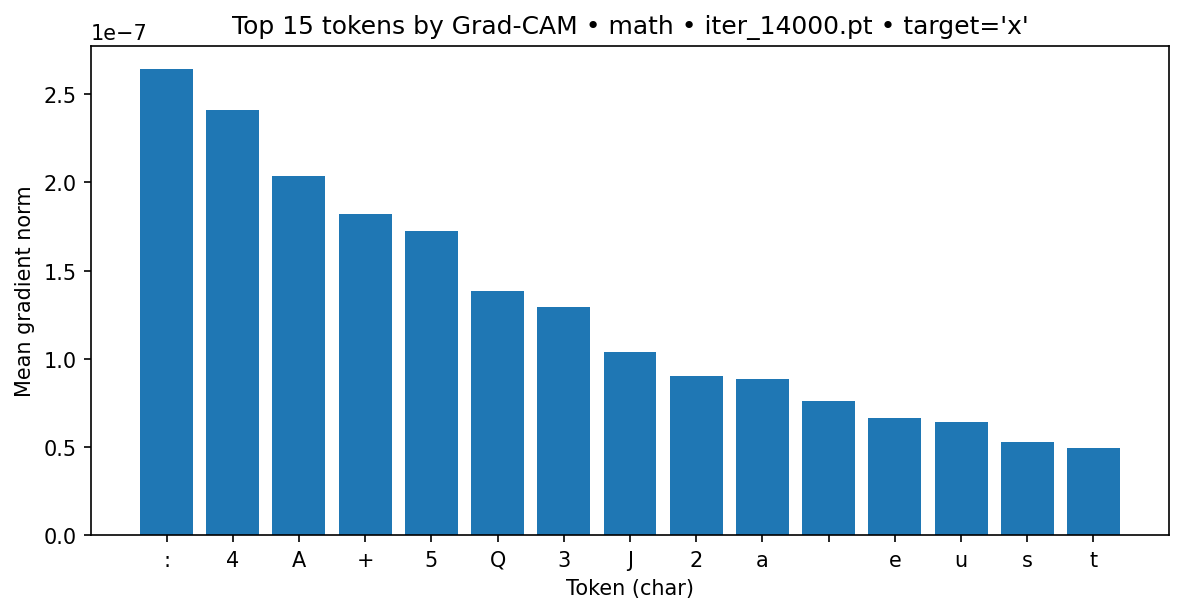 Top 15 tokens by Grad-CAM • math • iter_14000.pt • target='x'
1e−7
2.5
2.0
1.5
1.0
0.5
0.0
Mean gradient norm
: 4 A + 5 Q 3 J 2 a e u s t
Token (char)